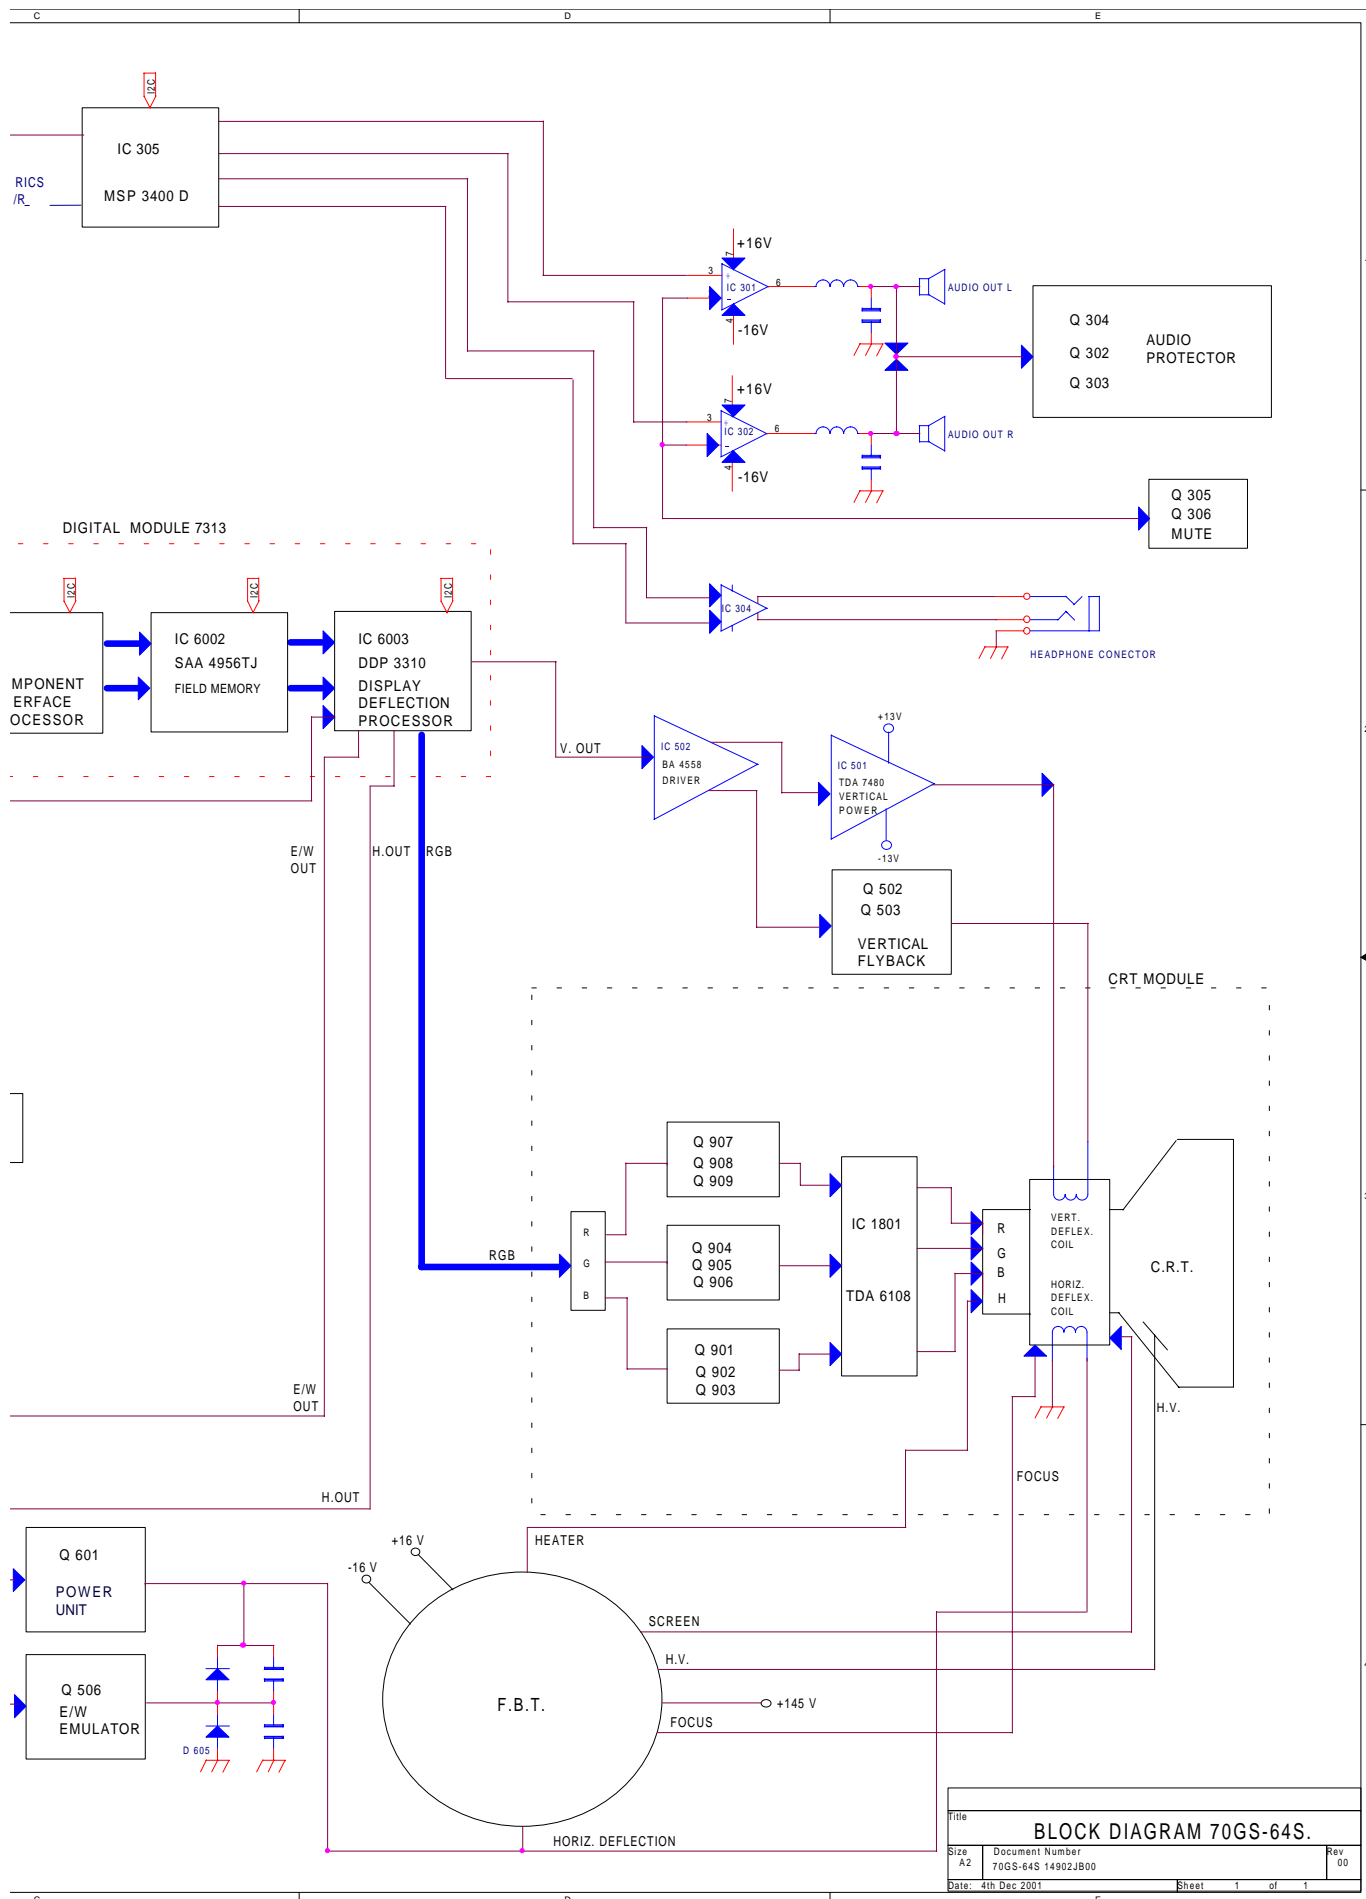 C
D
E
I2C
IC 305
MSP 3400 D
RICS
/R_
+16V
7
3
+
IC 301
6
-
4
-16V
AUDIO OUT L
Q 304
Q 302
Q 303
AUDIO
PROTECTOR
+16V
7
3
+
IC 302
6
-
4
-16V
AUDIO OUT R
Q 305
Q 306
MUTE
DIGITAL MODULE 7313
I2C
I2C
I2C
IC 304
HEADPHONE CONECTOR
MPONENT
ERFACE
OCESSOR
IC 6002
SAA 4956TJ
FIELD MEMORY
IC 6003
DDP 3310
DISPLAY
DEFLECTION
PROCESSOR
V. OUT
IC 502
BA 4558
DRIVER
+13V
IC 501
TDA 7480
VERTICAL
POWER
-13V
E/W
OUT
H.OUT
RGB
Q 502
Q 503
VERTICAL
FLYBACK
CRT MODULE
Q 907
Q 908
Q 909
Q 904
Q 905
Q 906
Q 901
Q 902
Q 903
RGB
R
G
B
IC 1801
TDA 6108
R
G
B
H
VERT.
DEFLEX.
COIL
HORIZ.
DEFLEX.
COIL
C.R.T.
H.V.
E/W
OUT
FOCUS
H.OUT
HEATER
+16 V
-16 V
Q 601
POWER
UNIT
SCREEN
H.V.
Q 506
E/W
EMULATOR
F.B.T.
+145 V
FOCUS
D 605
HORIZ. DEFLECTION
Title
BLOCK DIAGRAM 70GS-64S.
Size
A2
Document Number
70GS-64S 14902JB00
Rev
00
Date: 4th Dec 2001
Sheet 1 of 1